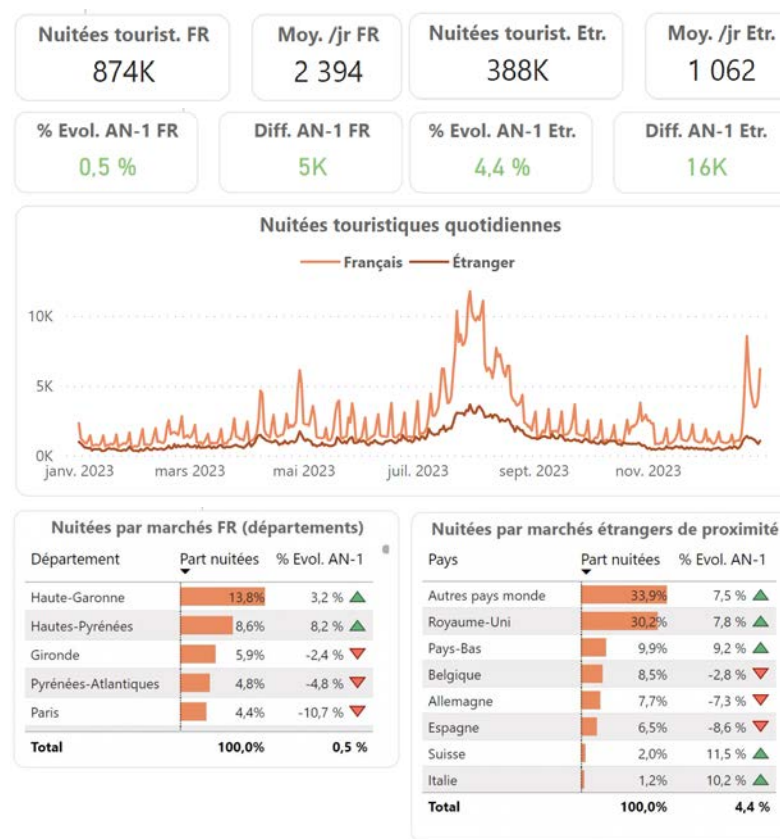 Nuitées tourist. FR
874K
Moy. /jr FR
2 394
Nuitées tourist. Etr.
388K
Moy. /jr Etr.
1 062
% Evol. AN-1 FR
0,5 %
Diff. AN-1 FR
5K
% Evol. AN-1 Etr.
4,4 %
Diff. AN-1 Etr.
16K
Nuitées touristiques quotidiennes
Français Étranger
10K
5K
0K
janv. 2023 mars 2023 mai 2023 juil. 2023 sept. 2023 nov. 2023
Nuitées par marchés FR (départements)
Département Part nuitées % Evol. AN-1
Haute-Garonne 13,8% 3,2 %
Hautes-Pyrénées 8,6% 8,2 %
Gironde 5,9% -2,4 %
Pyrénées-Atlantiques 4,8% -4,8 %
Paris 4,4% -10,7 %
Total 100,0% 0,5 %
Nuitées par marchés étrangers de proximité
Pays Part nuitées % Evol. AN-1
Autres pays monde 33,9% 7,5 %
Royaume-Uni 30,2% 7,8 %
Pays-Bas 9,9% 9,2 %
Belgique 8,5% -2,8 %
Allemagne 7,7% -7,3 %
Espagne 6,5% -8,6 %
Suisse 2,0% 11,5 %
Italie 1,2% 10,2 %
Total 100,0% 4,4 %